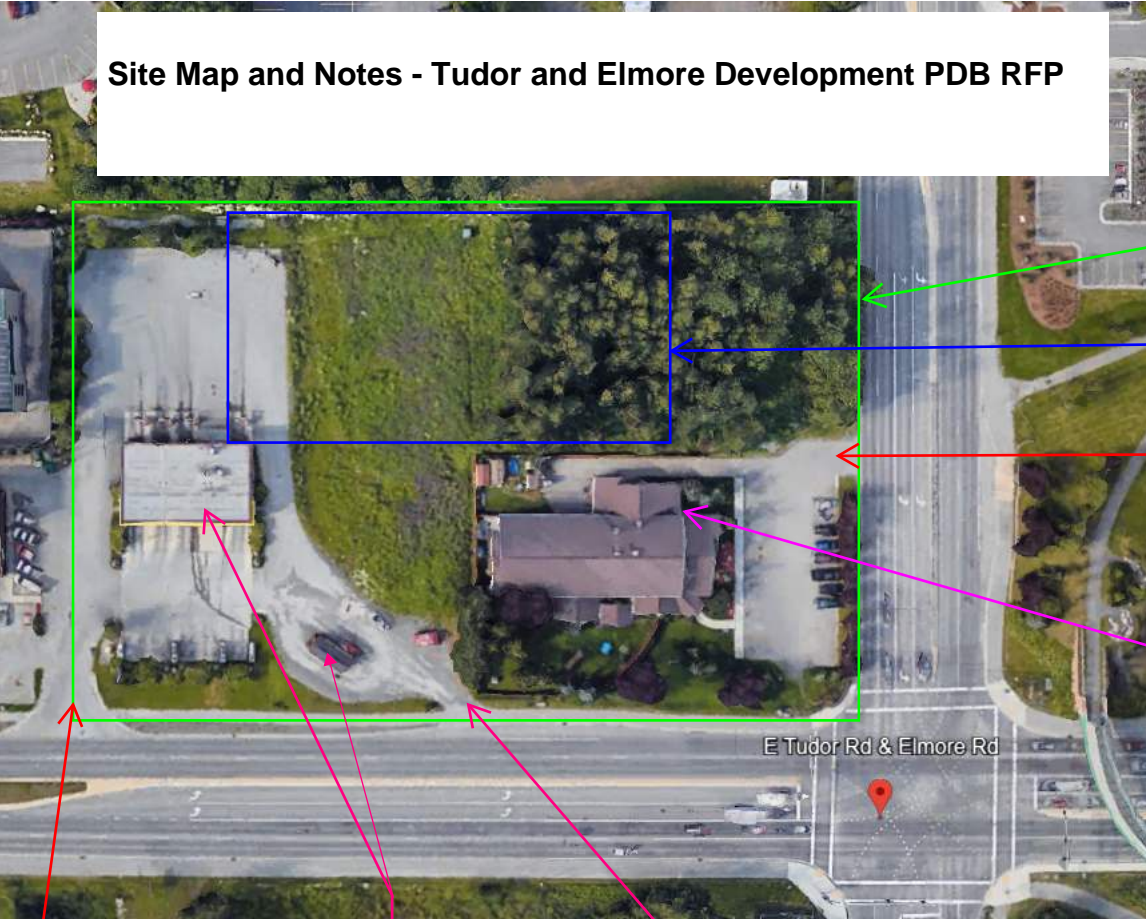 Site Map and Notes - Tudor and Elmore Development PDB RFP
E Tudor Rd & Elmore Rd